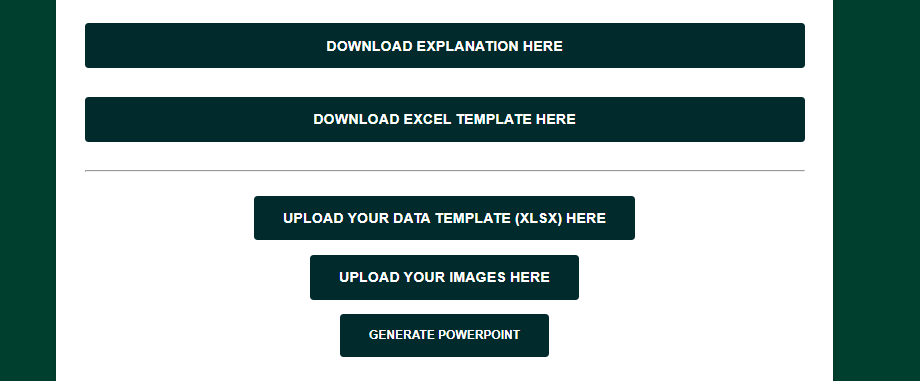 DOWNLOAD EXPLANATION HERE
DOWNLOAD EXCEL TEMPLATE HERE
UPLOAD YOUR DATA TEMPLATE (XLSX) HERE
UPLOAD YOUR IMAGES HERE
GENERATE POWERPOINT